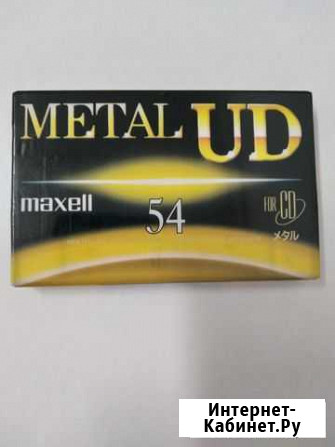 METAL UD
maxell
54
FOR CD
メタル
Интернет-
Кабинет.Ру